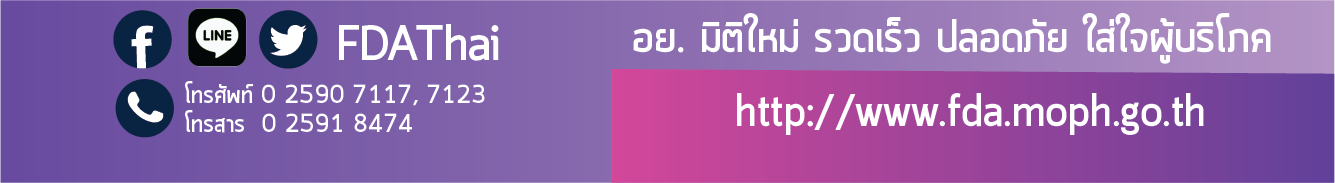 LINE
FDAThai
โทรศัพท์ 0 2590 7117, 7123
โทรสาร 0 2591 8474
อย. มิติใหม่ รวดเร็ว ปลอดภัย ใส่ใจผู้บริโภค
http://www.fda.moph.go.th